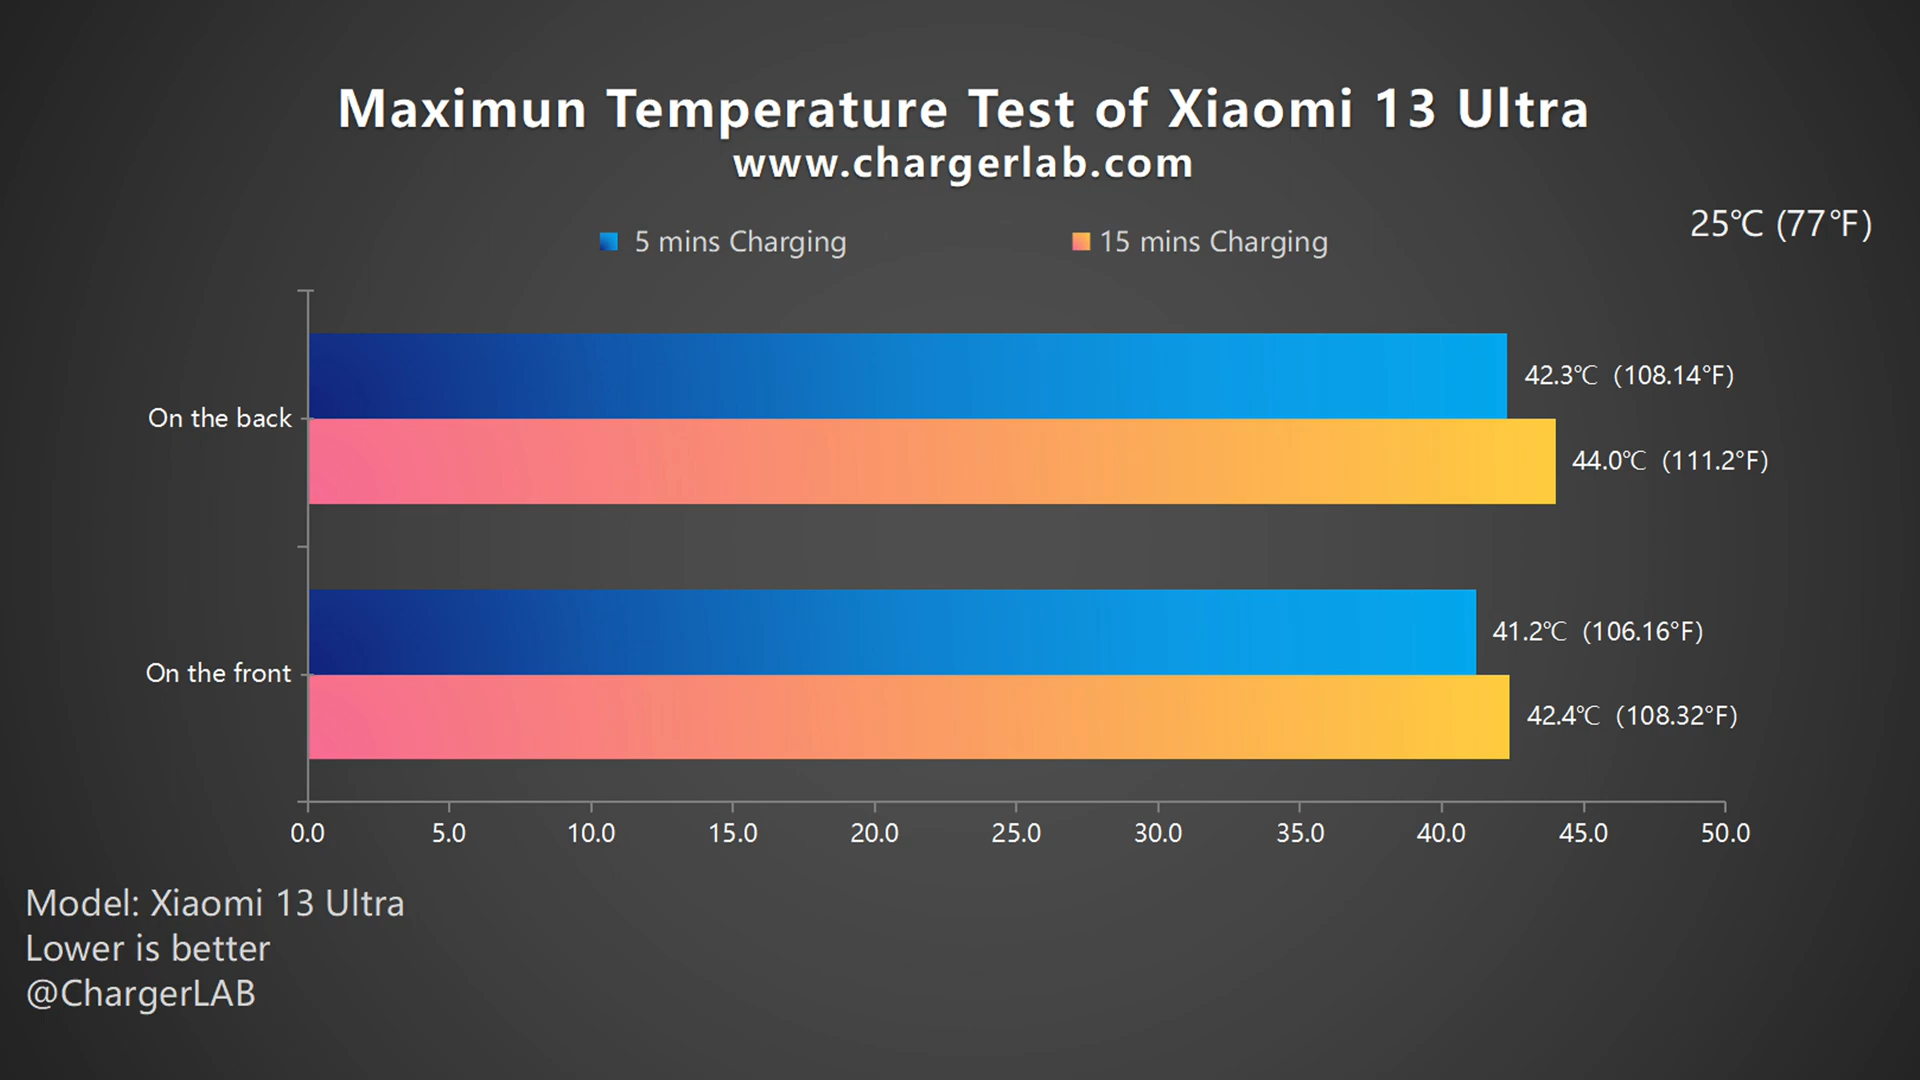 Maximun Temperature Test of Xiaomi 13 Ultra
www.chargerlab.com
25℃ (77℉)
5 mins Charging
15 mins Charging
On the back
42.3℃ (108.14°F)
44.0℃ (111.2°F)
On the front
41.2℃ (106.16°F)
42.4℃ (108.32°F)
0.0 5.0 10.0 15.0 20.0 25.0 30.0 35.0 40.0 45.0 50.0
Model: Xiaomi 13 Ultra
Lower is better
@ChargerLAB